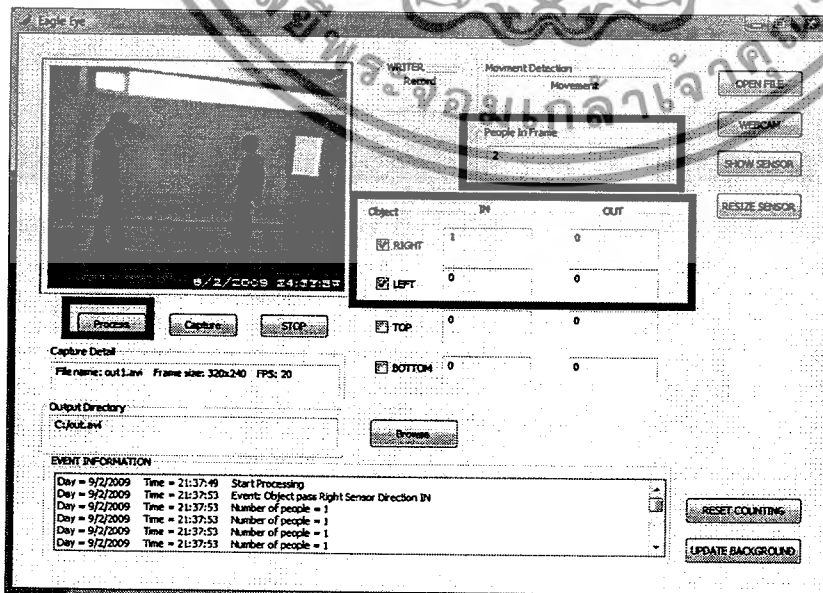 Eagle Eye
WRITER
Record
Movment Detection
Movement
OPEN FILE
People In Frame
2
WEBCAM
SHOW SENSOR
RESIZE SENSOR
Object IN OUT
RIGHT 1 0
LEFT 0 0
TOP 0 0
BOTTOM 0 0
Process Capture STOP
Capture Detail
File name: out1.avi Frame size: 320x240 FPS: 20
Output Directory
C:/out.avi
Browse
EVENT INFORMATION
Day = 9/2/2009 Time = 21:37:49 Start Processing
Day = 9/2/2009 Time = 21:37:53 Event: Object pass Right Sensor Direction IN
Day = 9/2/2009 Time = 21:37:53 Number of people = 1
Day = 9/2/2009 Time = 21:37:53 Number of people = 1
Day = 9/2/2009 Time = 21:37:53 Number of people = 1
Day = 9/2/2009 Time = 21:37:53 Number of people = 1
RESET COUNTING
UPDATE BACKGROUND